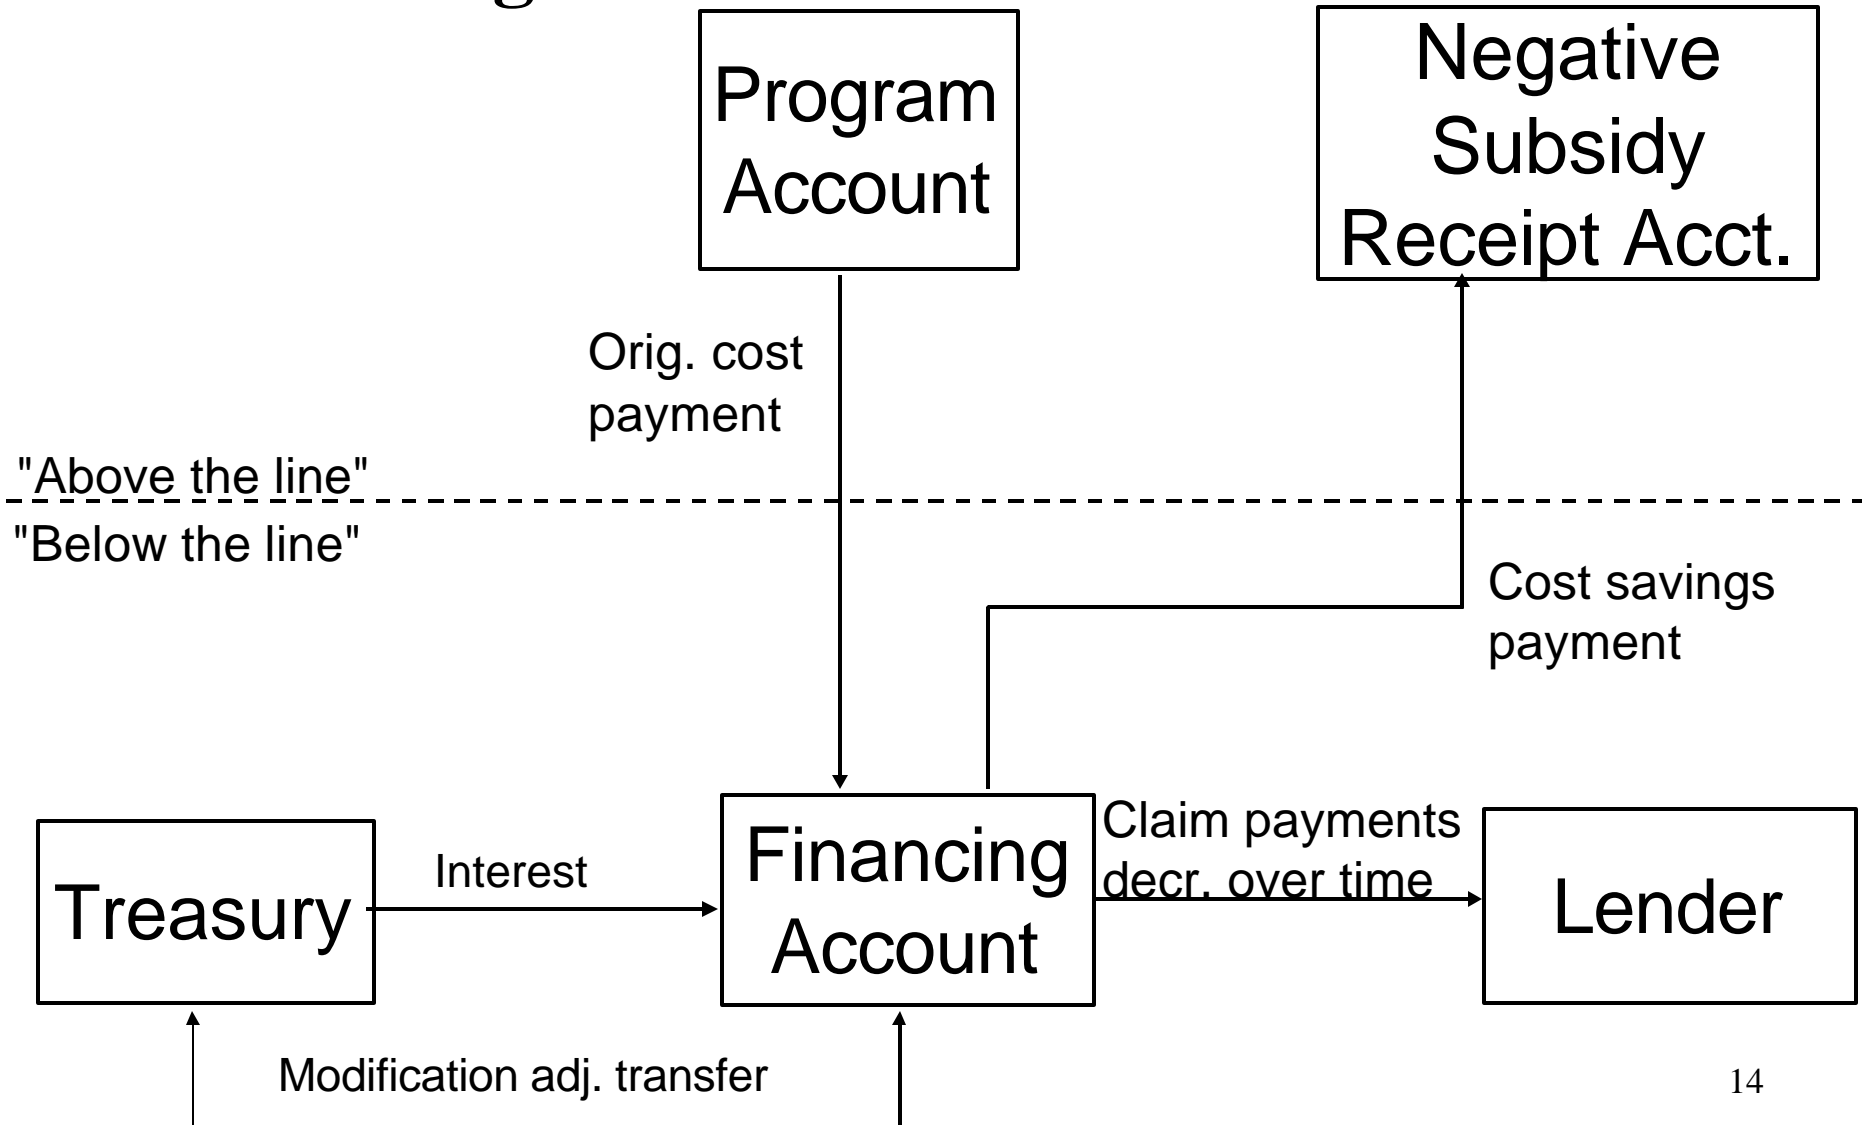 Program
Account
Negative
Subsidy
Receipt Acct.
Orig. cost
payment
"Above the line"
"Below the line"
Cost savings
payment
Treasury
Interest
Financing
Account
Claim payments
decr. over time
Lender
Modification adj. transfer
14